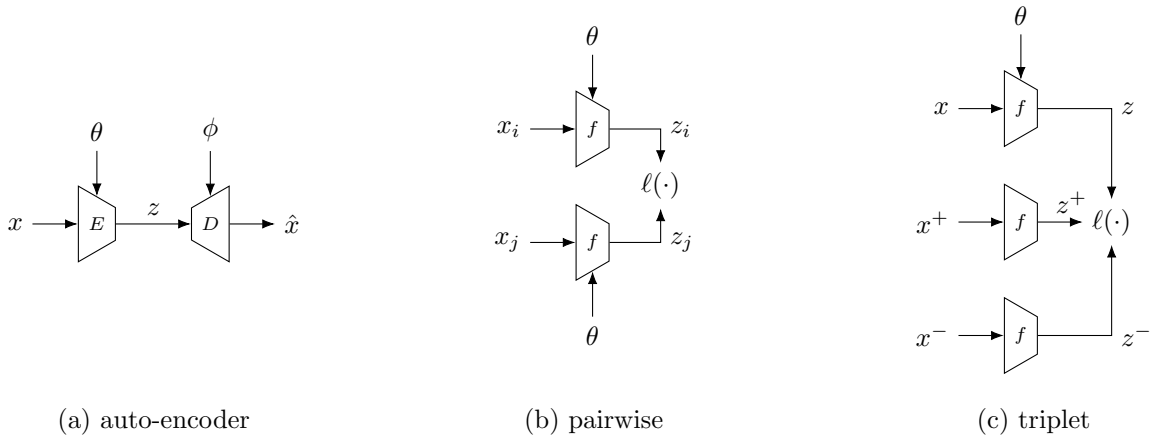 θ
ϕ
x
E
z
D
x̂
(a) auto-encoder
θ
x_i
f
z_i
ℓ(·)
x_j
f
z_j
θ
(b) pairwise
θ
x
f
z
x⁺
f
z⁺
ℓ(·)
x⁻
f
z⁻
(c) triplet